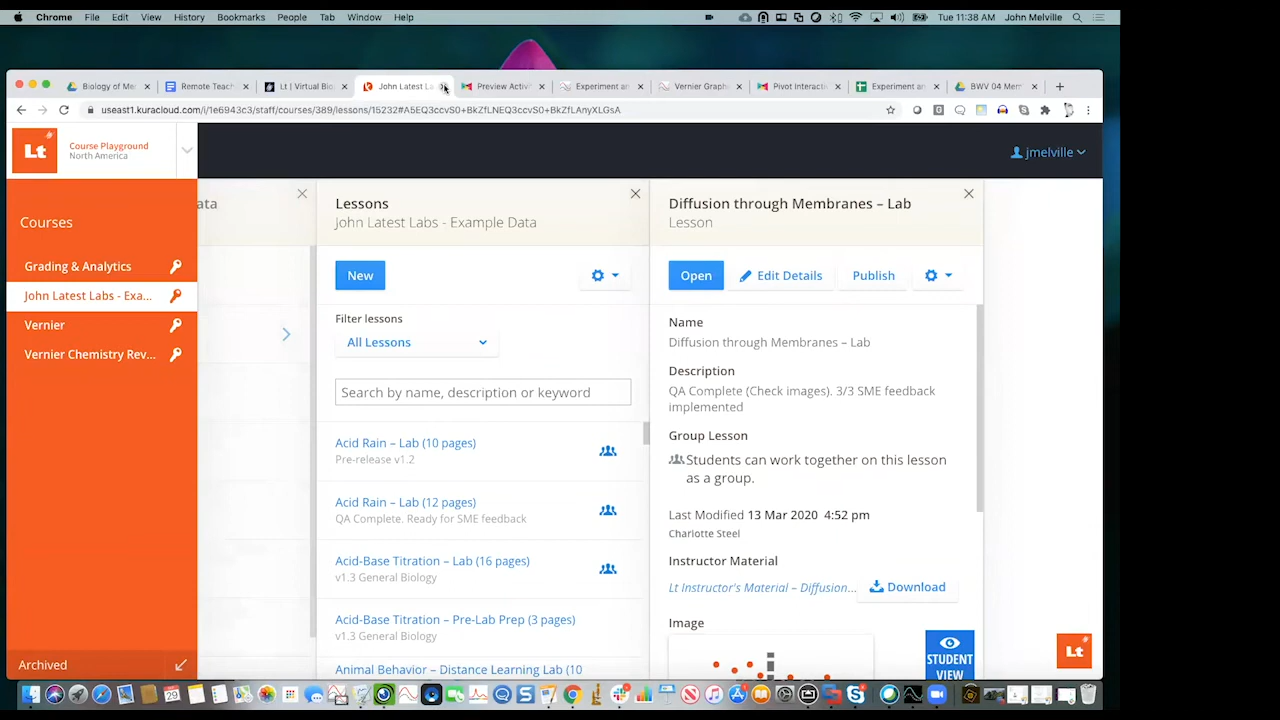 Chrome File Edit View History Bookmarks People Tab Window Help Tue 11:38 AM John Melville
Biology of Me Remote Teach Lt | Virtual Bio John Latest La Preview Activi Experiment an Vernier Graph Pivot Interacti Experiment an BWV 04 Mem
useast1.kuracloud.com/i/1e6943c3/staff/courses/389/lessons/15232#A5EQ3ccvS0+BkZfLNEQ3ccvS0+BkZfLAnyXLGsA
Lt Course Playground
North America
jmelville
Courses
Grading & Analytics
John Latest Labs - Exa...
Vernier
Vernier Chemistry Rev...
Archived
ata
Lessons
John Latest Labs - Example Data
New
Filter lessons
All Lessons
Search by name, description or keyword
Acid Rain – Lab (10 pages)
Pre-release v1.2
Acid Rain – Lab (12 pages)
QA Complete. Ready for SME feedback
Acid-Base Titration – Lab (16 pages)
v1.3 General Biology
Acid-Base Titration – Pre-Lab Prep (3 pages)
v1.3 General Biology
Animal Behavior – Distance Learning Lab (10
Diffusion through Membranes – Lab
Lesson
Open Edit Details Publish
Name
Diffusion through Membranes – Lab
Description
QA Complete (Check images). 3/3 SME feedback
implemented
Group Lesson
Students can work together on this lesson
as a group.
Last Modified 13 Mar 2020 4:52 pm
Charlotte Steel
Instructor Material
Lt Instructor's Material – Diffusion... Download
Image
STUDENT
VIEW
Lt